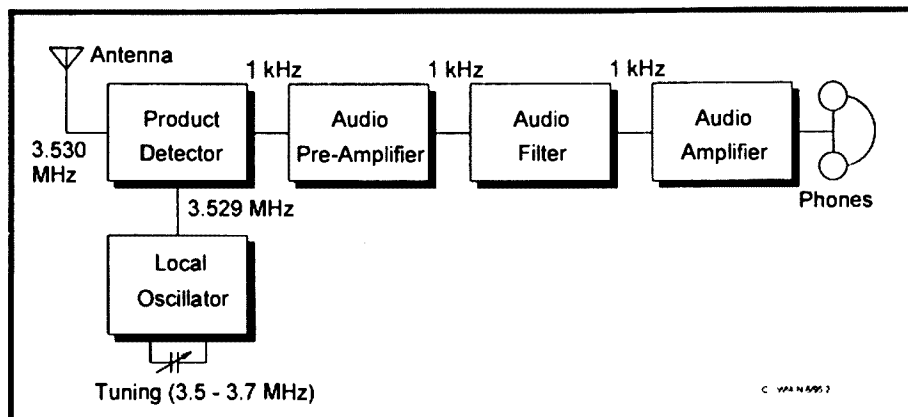 Antenna
3.530
MHz
Product
Detector
1 kHz
Audio
Pre-Amplifier
1 kHz
Audio
Filter
1 kHz
Audio
Amplifier
Phones
3.529 MHz
Local
Oscillator
Tuning (3.5 - 3.7 MHz)